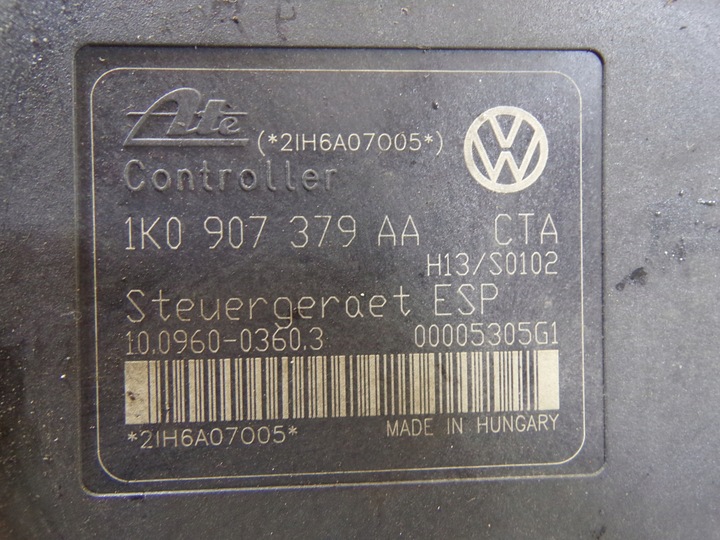 Ate (*2IH6A07005*)
Controller
1K0 907 379 AA CTA
H13/S0102
Steuergeraet ESP
10.0960-0360.3 00005305G1
*2IH6A07005* MADE IN HUNGARY